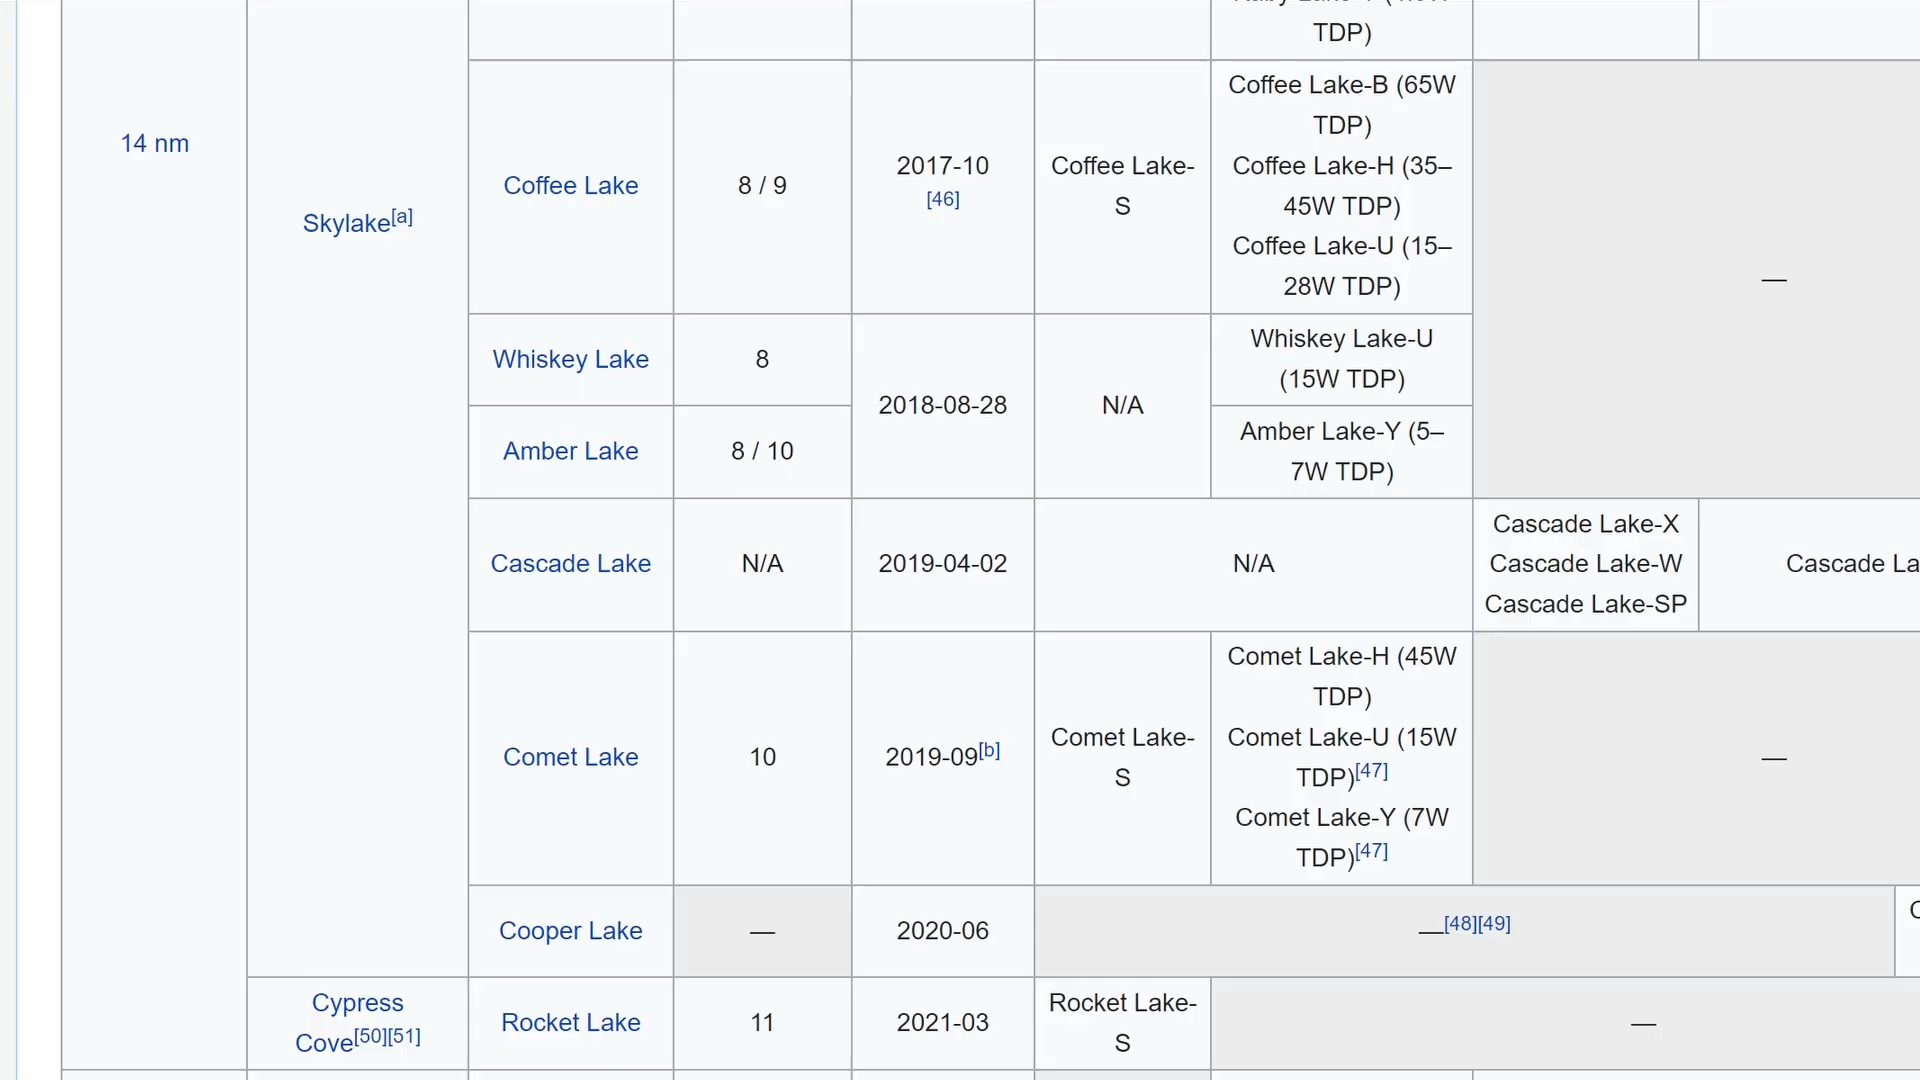 TDP)
14 nm
Skylake[a]
Coffee Lake
8 / 9
2017-10
[46]
Coffee Lake-
S
Coffee Lake-B (65W
TDP)
Coffee Lake-H (35–
45W TDP)
Coffee Lake-U (15–
28W TDP)
—
Whiskey Lake
8
2018-08-28
N/A
Whiskey Lake-U
(15W TDP)
Amber Lake
8 / 10
Amber Lake-Y (5–
7W TDP)
Cascade Lake
N/A
2019-04-02
N/A
Cascade Lake-X
Cascade Lake-W
Cascade Lake-SP
Cascade La
Comet Lake
10
2019-09[b]
Comet Lake-
S
Comet Lake-H (45W
TDP)
Comet Lake-U (15W
TDP)[47]
Comet Lake-Y (7W
TDP)[47]
—
Cooper Lake
—
2020-06
—[48][49]
Cypress
Cove[50][51]
Rocket Lake
11
2021-03
Rocket Lake-
S
—